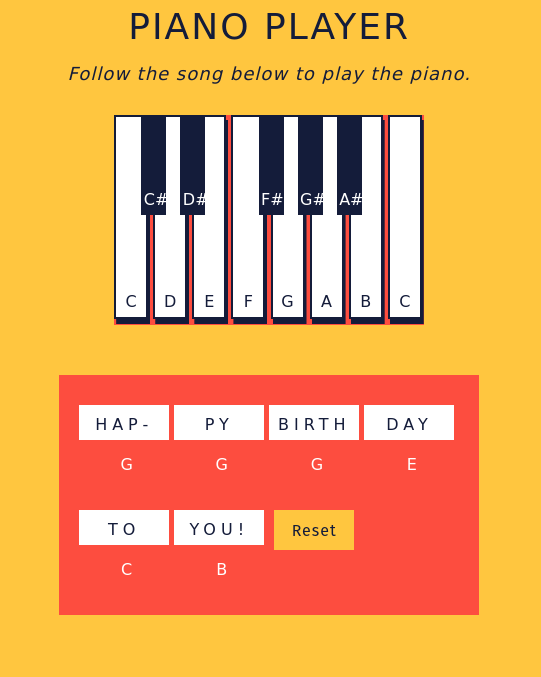 PIANO PLAYER
Follow the song below to play the piano.
C# D# F# G# A#
C D E F G A B C
HAP- PY BIRTH DAY
G G G E
TO YOU! Reset
C B